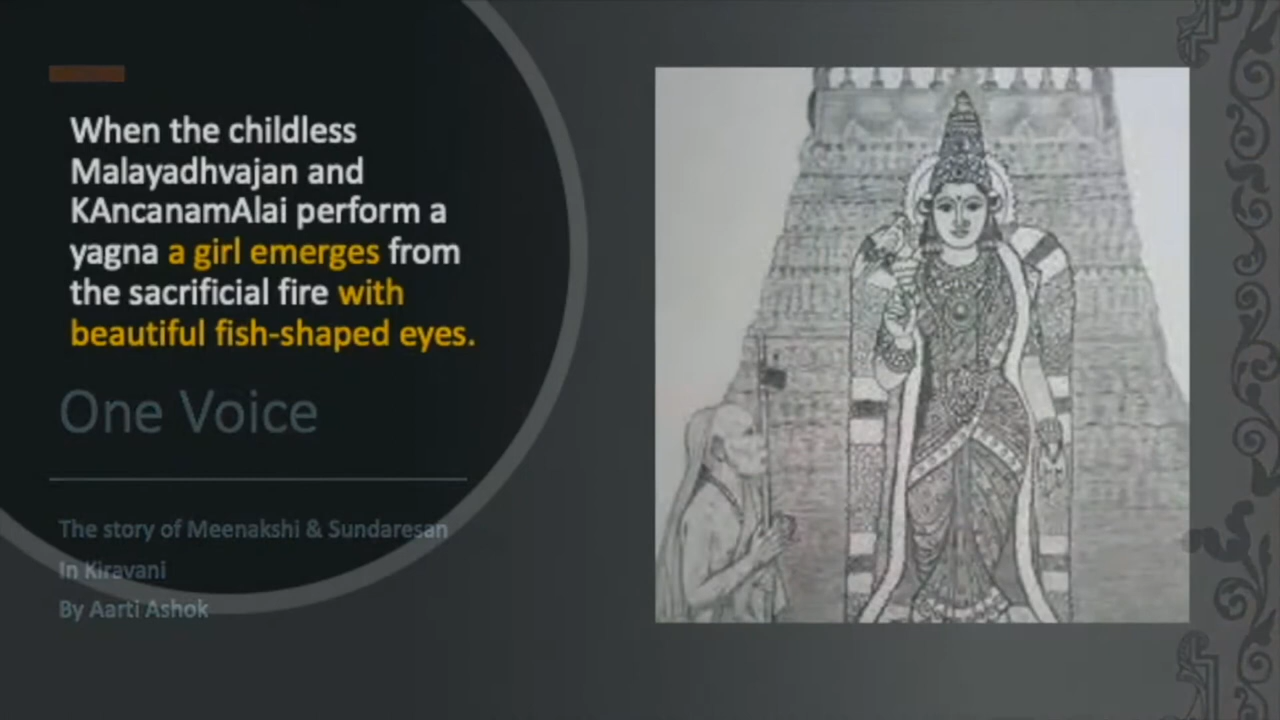 When the childless
Malayadhvajan and
KAncanamAlai perform a
yagna a girl emerges from
the sacrificial fire with
beautiful fish-shaped eyes.
One Voice
The story of Meenakshi & Sundaresan
In Kiravani
By Aarti Ashok